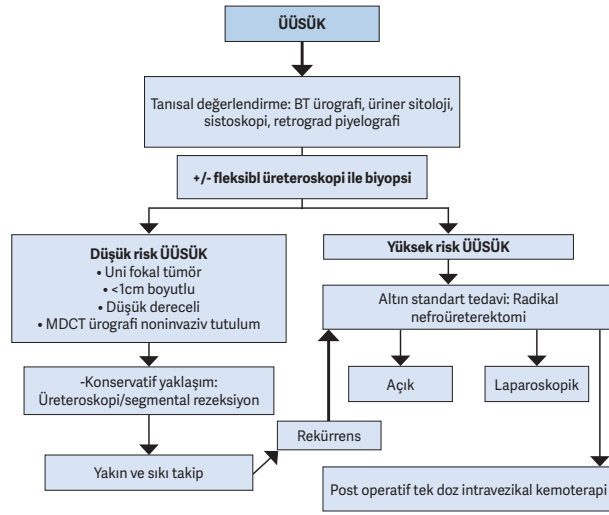 ÜÜSÜK
Tanısal değerlendirme: BT ürografi, üriner sitoloji,
sistoskopi, retrograd piyelografi
+/- fleksibl üreteroskopi ile biyopsi
Düşük risk ÜÜSÜK
• Uni fokal tümör
• <1cm boyutlu
• Düşük dereceli
• MDCT ürografi noninvaziv tutulum
-Konservatif yaklaşım:
Üreteroskopi/segmental rezeksiyon
Yakın ve sıkı takip
Rekürrens
Yüksek risk ÜÜSÜK
Altın standart tedavi: Radikal
nefroüreterektomi
Açık
Laparoskopik
Post operatif tek doz intravezikal kemoterapi